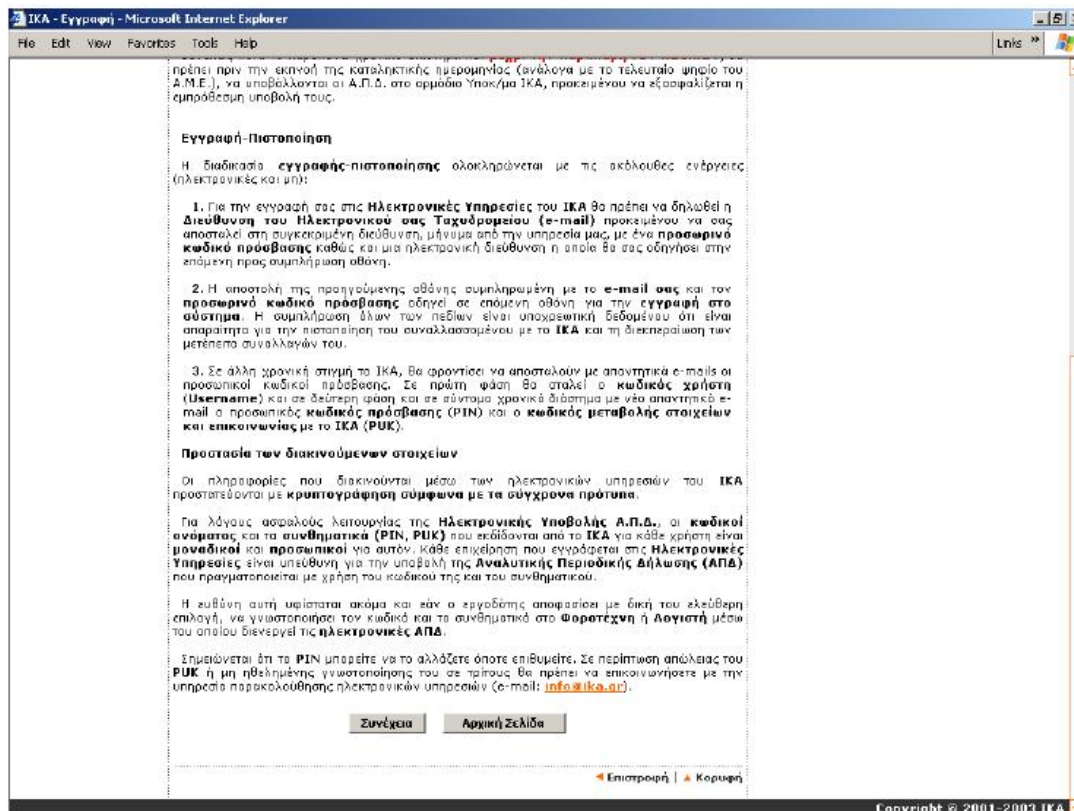 IKA - Εγγραφή - Microsoft Internet Explorer
File Edit View Favorites Tools Help Links »
πρέπει πριν την εκπνοή της καταληκτικής ημερομηνίας (ανάλογα με το τελευταίο ψηφίο του
Α.Μ.Ε.), να υποβάλλονται οι Α.Π.Δ. στο αρμόδιο Υποκ/μα ΙΚΑ, προκειμένου να εξασφαλίζεται η
εμπρόθεσμη υποβολή τους.
Εγγραφή-Πιστοποίηση
Η διαδικασία εγγραφής-πιστοποίησης ολοκληρώνεται με τις ακόλουθες ενέργειες
(ηλεκτρονικές και μη):
1. Για την εγγραφή σας στις Ηλεκτρονικές Υπηρεσίες του ΙΚΑ θα πρέπει να δηλωθεί η
Διεύθυνση του Ηλεκτρονικού σας Ταχυδρομείου (e-mail) προκειμένου να σας
αποσταλεί στη συγκεκριμένη διεύθυνση, μήνυμα από την υπηρεσία μας, με ένα προσωρινό
κωδικό πρόσβασης καθώς και μια ηλεκτρονική διεύθυνση η οποία θα σας οδηγήσει στην
επόμενη προς συμπλήρωση οθόνη.
2. Η αποστολή της προηγούμενης οθόνης συμπληρωμένη με το e-mail σας και τον
προσωρινό κωδικό πρόσβασης οδηγεί σε επόμενη οθόνη για την εγγραφή στο
σύστημα. Η συμπλήρωση όλων των πεδίων είναι υποχρεωτική δεδομένου ότι είναι
απαραίτητα για την πιστοποίηση του συναλλασσομένου με το ΙΚΑ και τη διεκπεραίωση των
μετέπειτα συναλλαγών του.
3. Σε άλλη χρονική στιγμή το ΙΚΑ, θα φροντίσει να αποσταλούν με απαντητικά e-mails οι
προσωπικοί κωδικοί πρόσβασης. Σε πρώτη φάση θα σταλεί ο κωδικός χρήστη
(Username) και σε δεύτερη φάση και σε σύντομο χρονικό διάστημα με νέο απαντητικό e-
mail ο προσωπικός κωδικός πρόσβασης (PIN) και ο κωδικός μεταβολής στοιχείων
και επικοινωνίας με το ΙΚΑ (PUK).
Προστασία των διακινούμενων στοιχείων
Οι πληροφορίες που διακινούνται μέσω των ηλεκτρονικών υπηρεσιών του ΙΚΑ
προστατεύονται με κρυπτογράφηση σύμφωνα με τα σύγχρονα πρότυπα.
Για λόγους ασφαλούς λειτουργίας της Ηλεκτρονικής Υποβολής Α.Π.Δ., οι κωδικοί
ονόματος και τα συνθηματικά (PIN, PUK) που εκδίδονται από το ΙΚΑ για κάθε χρήστη είναι
μοναδικοί και προσωπικοί για αυτόν. Κάθε επιχείρηση που εγγράφεται στις Ηλεκτρονικές
Υπηρεσίες είναι υπεύθυνη για την υποβολή της Αναλυτικής Περιοδικής Δήλωσης (ΑΠΔ)
που πραγματοποιείται με χρήση του κωδικού της και του συνθηματικού.
Η ευθύνη αυτή υφίσταται ακόμα και εάν ο εργοδότης αποφασίσει με δική του ελεύθερη
επιλογή, να γνωστοποιήσει τον κωδικό και το συνθηματικό στο Φοροτέχνη ή Λογιστή μέσω
του οποίου διενεργεί τις ηλεκτρονικές ΑΠΔ.
Σημειώνεται ότι το PIN μπορείτε να το αλλάζετε όποτε επιθυμείτε. Σε περίπτωση απώλειας του
PUK ή μη ηθελημένης γνωστοποίησης του σε τρίτους θα πρέπει να επικοινωνήσετε με την
υπηρεσία παρακολούθησης ηλεκτρονικών υπηρεσιών (e-mail: info@ika.gr).
Συνέχεια Αρχική Σελίδα
Επιστροφή | Κορυφή
Copyright © 2001-2003 IKA